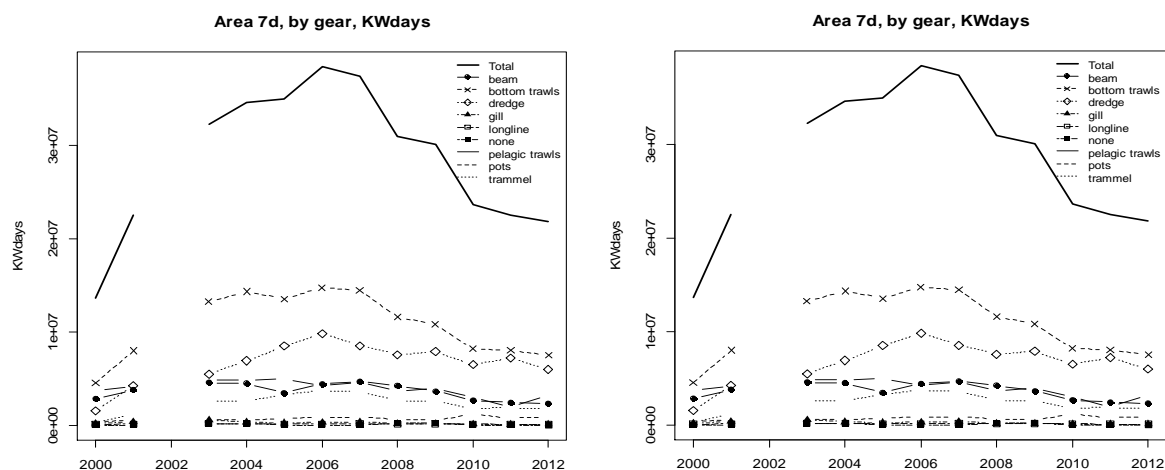 Area 7d, by gear, KWdays
KWdays
0e+00
1e+07
2e+07
3e+07
2000 2002 2004 2006 2008 2010 2012
Total
beam
bottom trawls
dredge
gill
longline
none
pelagic trawls
pots
trammel
Area 7d, by gear, KWdays
KWdays
0e+00
1e+07
2e+07
3e+07
2000 2002 2004 2006 2008 2010 2012
Total
beam
bottom trawls
dredge
gill
longline
none
pelagic trawls
pots
trammel